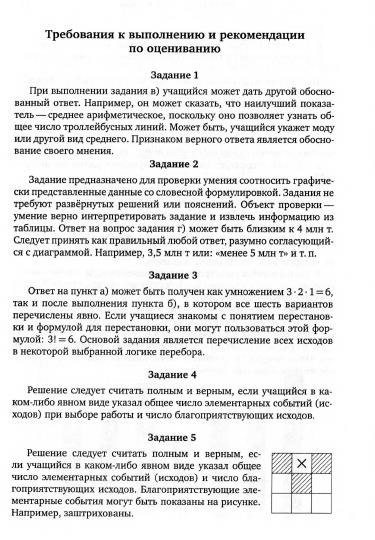 Требования к выполнению и рекомендации
по оцениванию
Задание 1
При выполнении задания в) учащийся может дать другой обосно-
ванный ответ. Например, он может сказать, что наилучший показа-
тель — среднее арифметическое, поскольку оно позволяет узнать об-
щее число троллейбусных линий. Может быть, учащийся укажет моду
или другой вид среднего. Признаком верного ответа является обосно-
вание своего мнения.
Задание 2
Задание предназначено для проверки умения соотносить графиче-
ски представленные данные со словесной формулировкой. Задания не
требуют развёрнутых решений или пояснений. Объект проверки —
умение верно интерпретировать задание и извлечь информацию из
таблицы. Ответ на вопрос задания г) может быть близким к 4 млн т.
Следует принять как правильный любой ответ, разумно согласующий-
ся с диаграммой. Например, 3,5 млн т или: «менее 5 млн т» и т. п.
Задание 3
Ответ на пункт а) может быть получен как умножением 3 · 2 · 1 = 6,
так и после выполнения пункта б), в котором все шесть вариантов
перечислены явно. Если учащиеся знакомы с понятием перестанов-
ки и формулой для перестановки, они могут пользоваться этой фор-
мулой: 3! = 6. Основой задания является перечисление всех исходов
в некоторой выбранной логике перебора.
Задание 4
Решение следует считать полным и верным, если учащийся в ка-
ком-либо явном виде указал общее число элементарных событий (ис-
ходов) при выборе работы и число благоприятствующих исходов.
Задание 5
Решение следует считать полным и верным, ес-
ли учащийся в каком-либо явном виде указал общее
число элементарных событий (исходов) и число бла-
гоприятствующих исходов. Благоприятствующие эле-
ментарные события могут быть показаны на рисунке.
Например, заштрихованы.